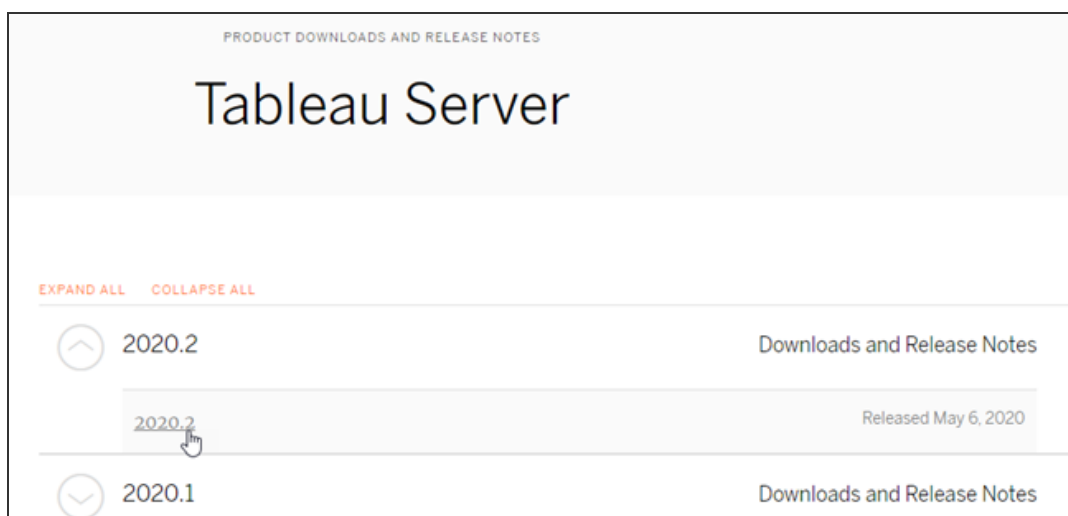 PRODUCT DOWNLOADS AND RELEASE NOTES
Tableau Server
EXPAND ALL COLLAPSE ALL
2020.2 Downloads and Release Notes
2020.2 Released May 6, 2020
2020.1 Downloads and Release Notes